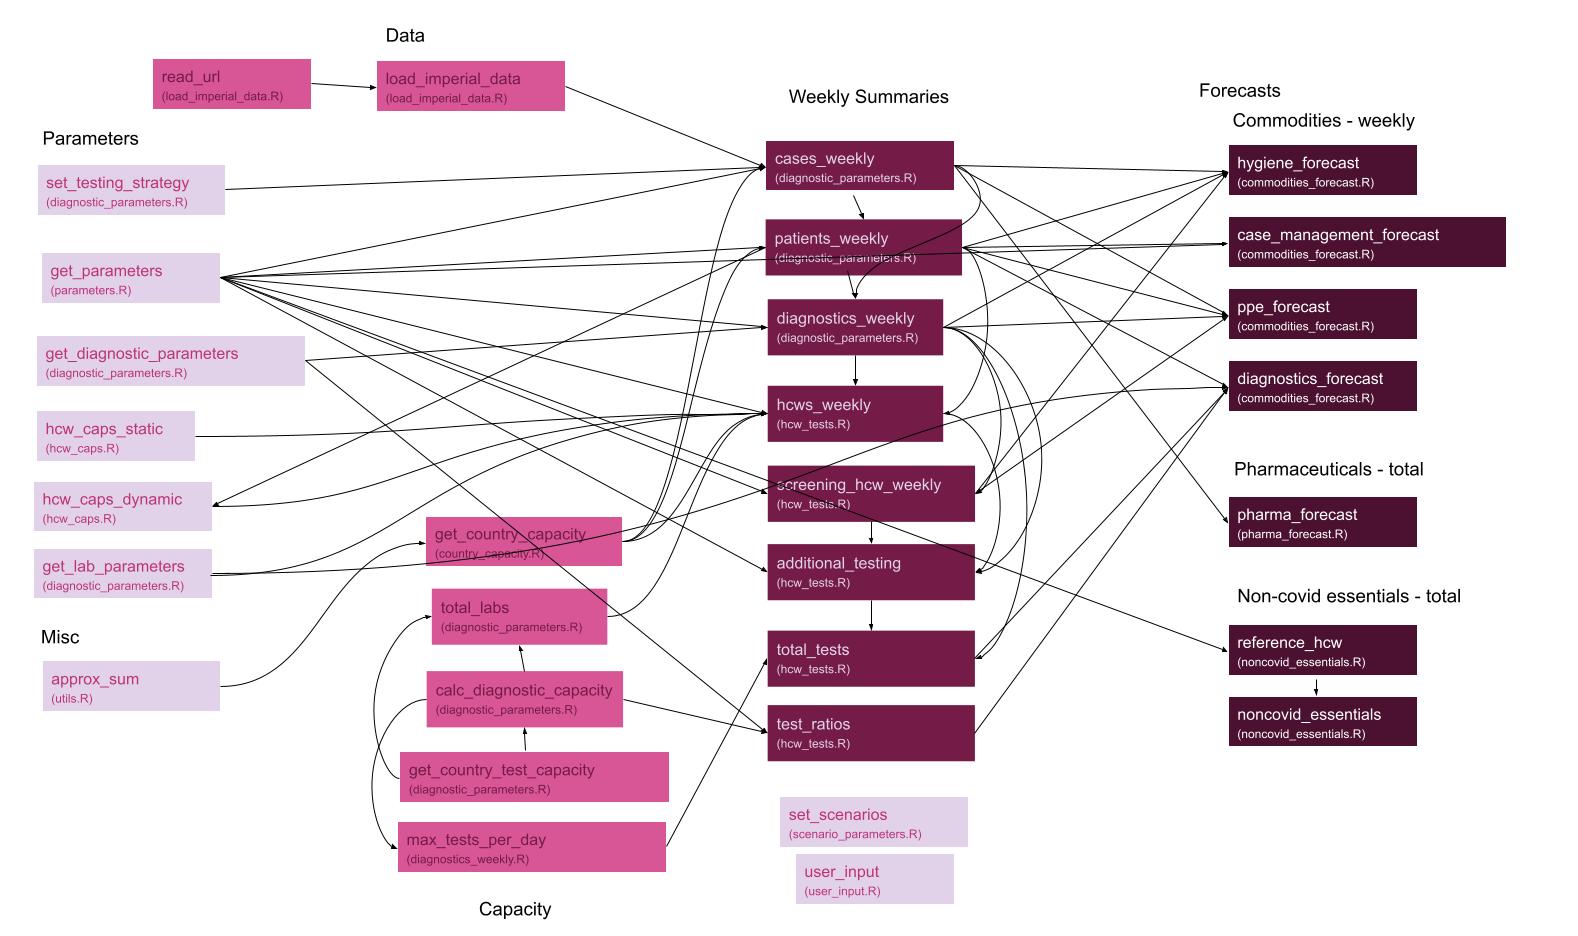 Data
read_url
(load_imperial_data.R)
load_imperial_data
(load_imperial_data.R)
Parameters
set_testing_strategy
(diagnostic_parameters.R)
get_parameters
(parameters.R)
get_diagnostic_parameters
(diagnostic_parameters.R)
hcw_caps_static
(hcw_caps.R)
hcw_caps_dynamic
(hcw_caps.R)
get_lab_parameters
(diagnostic_parameters.R)
Misc
approx_sum
(utils.R)
get_country_capacity
(country_capacity.R)
total_labs
(diagnostic_parameters.R)
calc_diagnostic_capacity
(diagnostic_parameters.R)
get_country_test_capacity
(diagnostic_parameters.R)
max_tests_per_day
(diagnostics_weekly.R)
Capacity
Weekly Summaries
cases_weekly
(diagnostic_parameters.R)
patients_weekly
(diagnostic_parameters.R)
diagnostics_weekly
(diagnostic_parameters.R)
hcws_weekly
(hcw_tests.R)
screening_hcw_weekly
(hcw_tests.R)
additional_testing
(hcw_tests.R)
total_tests
(hcw_tests.R)
test_ratios
(hcw_tests.R)
set_scenarios
(scenario_parameters.R)
user_input
(user_input.R)
Forecasts
Commodities - weekly
hygiene_forecast
(commodities_forecast.R)
case_management_forecast
(commodities_forecast.R)
ppe_forecast
(commodities_forecast.R)
diagnostics_forecast
(commodities_forecast.R)
Pharmaceuticals - total
pharma_forecast
(pharma_forecast.R)
Non-covid essentials - total
reference_hcw
(noncovid_essentials.R)
noncovid_essentials
(noncovid_essentials.R)